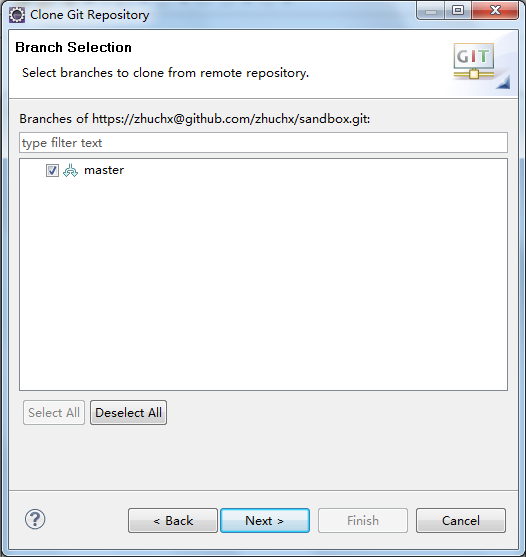 Clone Git Repository
Branch Selection
Select branches to clone from remote repository.
GIT
Branches of https://zhuchx@github.com/zhuchx/sandbox.git:
type filter text
master
Select All Deselect All
? < Back Next > Finish Cancel